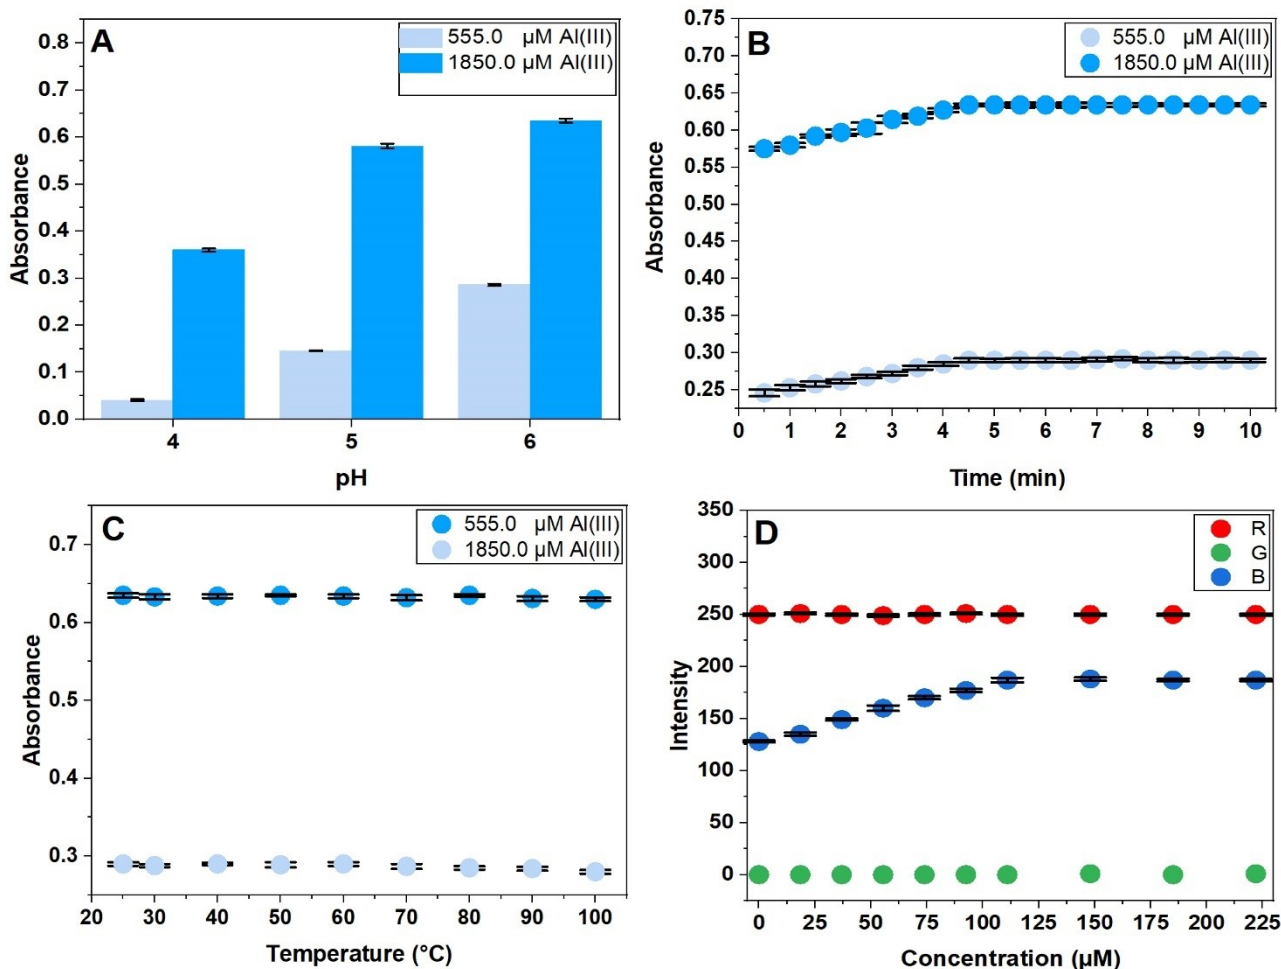 A
555.0 µM Al(III)
1850.0 µM Al(III)
0.8
0.7
0.6
0.5
0.4
0.3
0.2
0.1
0.0
Absorbance
4 5 6
pH
B
555.0 µM Al(III)
1850.0 µM Al(III)
0.75
0.70
0.65
0.60
0.55
0.50
0.45
0.40
0.35
0.30
0.25
Absorbance
0 1 2 3 4 5 6 7 8 9 10
Time (min)
C
555.0 µM Al(III)
1850.0 µM Al(III)
0.7
0.6
0.5
0.4
0.3
Absorbance
20 30 40 50 60 70 80 90 100
Temperature (°C)
D
R
G
B
350
300
250
200
150
100
50
0
Intensity
0 25 50 75 100 125 150 175 200 225
Concentration (µM)